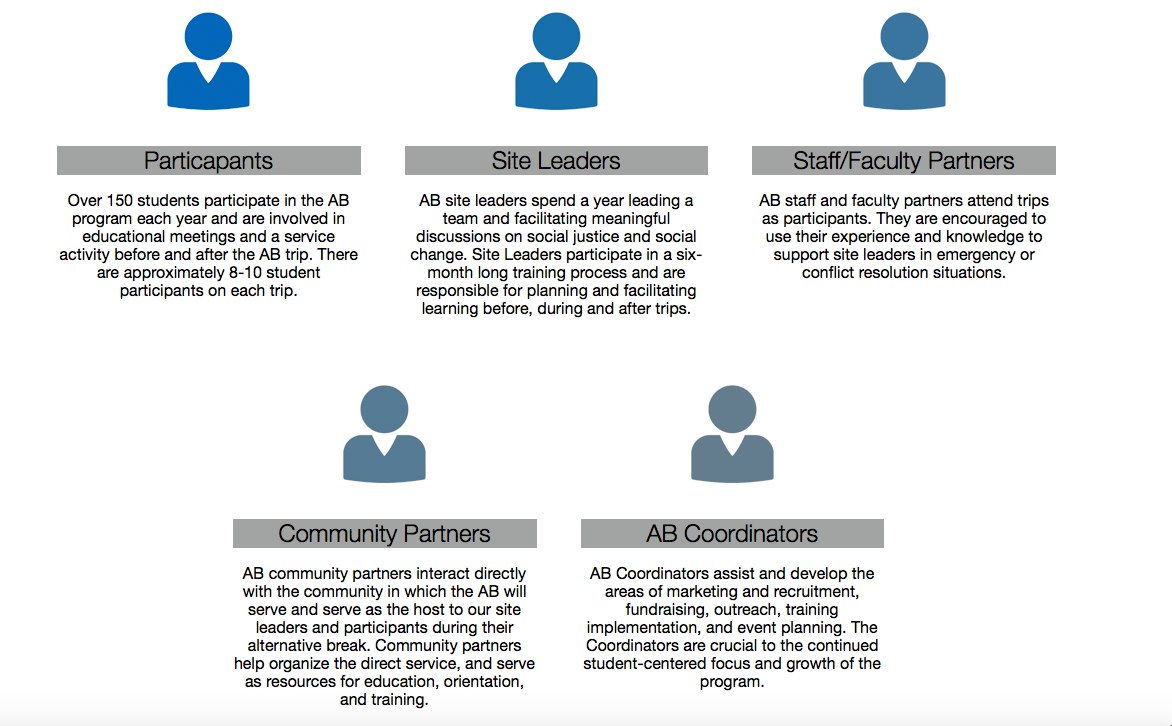 Particapants
Over 150 students participate in the AB
program each year and are involved in
educational meetings and a service
activity before and after the AB trip. There
are approximately 8-10 student
participants on each trip.
Site Leaders
AB site leaders spend a year leading a
team and facilitating meaningful
discussions on social justice and social
change. Site Leaders participate in a six-
month long training process and are
responsible for planning and facilitating
learning before, during and after trips.
Staff/Faculty Partners
AB staff and faculty partners attend trips
as participants. They are encouraged to
use their experience and knowledge to
support site leaders in emergency or
conflict resolution situations.
Community Partners
AB community partners interact directly
with the community in which the AB will
serve and serve as the host to our site
leaders and participants during their
alternative break. Community partners
help organize the direct service, and serve
as resources for education, orientation,
and training.
AB Coordinators
AB Coordinators assist and develop the
areas of marketing and recruitment,
fundraising, outreach, training
implementation, and event planning. The
Coordinators are crucial to the continued
student-centered focus and growth of the
program.